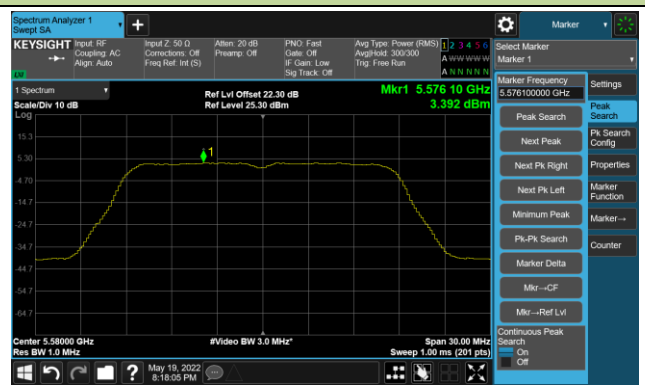 Spectrum Analyzer 1
Swept SA
+
Marker
KEYSIGHT
Input: RF
Coupling: AC
Align: Auto
Input Z: 50 Ω
Corrections: Off
Freq Ref: Int (S)
Atten: 20 dB
Preamp: Off
PNO: Fast
Gate: Off
IF Gain: Low
Sig Track: Off
Avg Type: Power (RMS)
Avg|Hold: 300/300
Trig: Free Run
1 2 3 4 5 6
A W W W W W
A N N N N N
LXI
Select Marker
Marker 1
1 Spectrum
Scale/Div 10 dB
Log
Ref Lvl Offset 22.30 dB
Ref Level 25.30 dBm
Mkr1 5.576 10 GHz
3.392 dBm
15.3
5.30
-4.70
-14.7
-24.7
-34.7
-44.7
-54.7
-64.7
1
Center 5.58000 GHz
Res BW 1.0 MHz
#Video BW 3.0 MHz*
Span 30.00 MHz
Sweep 1.00 ms (201 pts)
Marker Frequency
5.576100000 GHz
Peak Search
Next Peak
Next Pk Right
Next Pk Left
Minimum Peak
Pk-Pk Search
Marker Delta
Mkr→CF
Mkr→Ref Lvl
Continuous Peak
Search
On
Off
Settings
Peak
Search
Pk Search
Config
Properties
Marker
Function
Marker→
Counter
?
May 19, 2022
8:18:05 PM